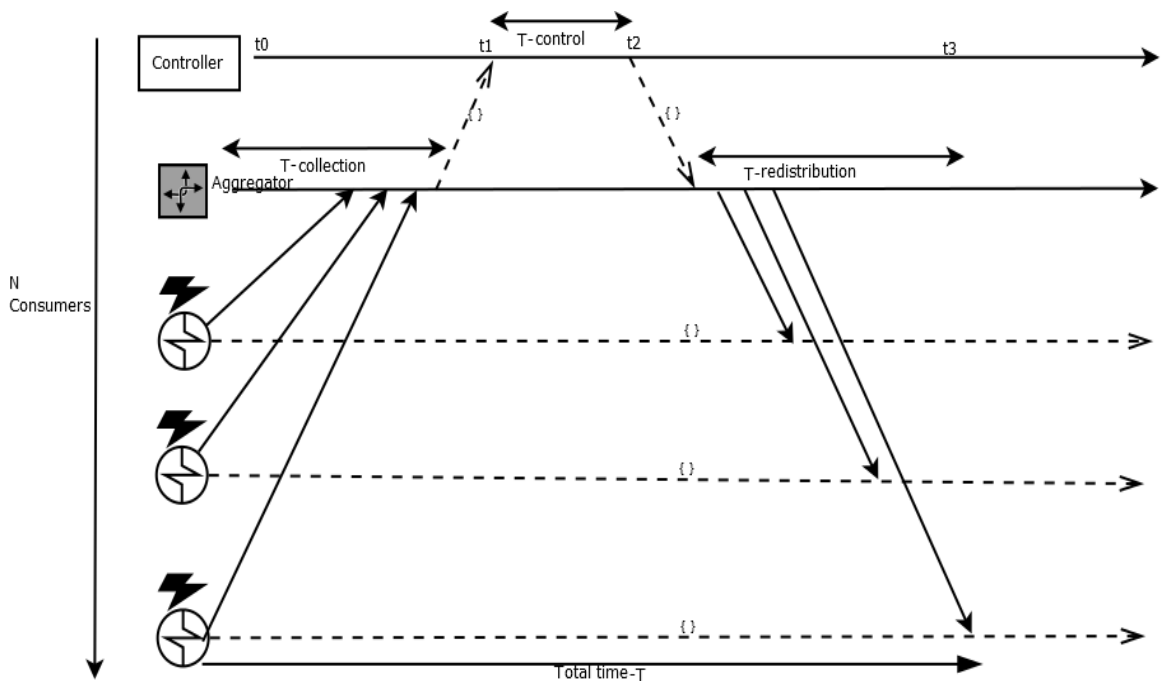 T-control
t0
t1
t2
t3
Controller
{ }
{ }
T-collection
T-redistribution
Aggregator
N
Consumers
{ }
{ }
{ }
Total time-T